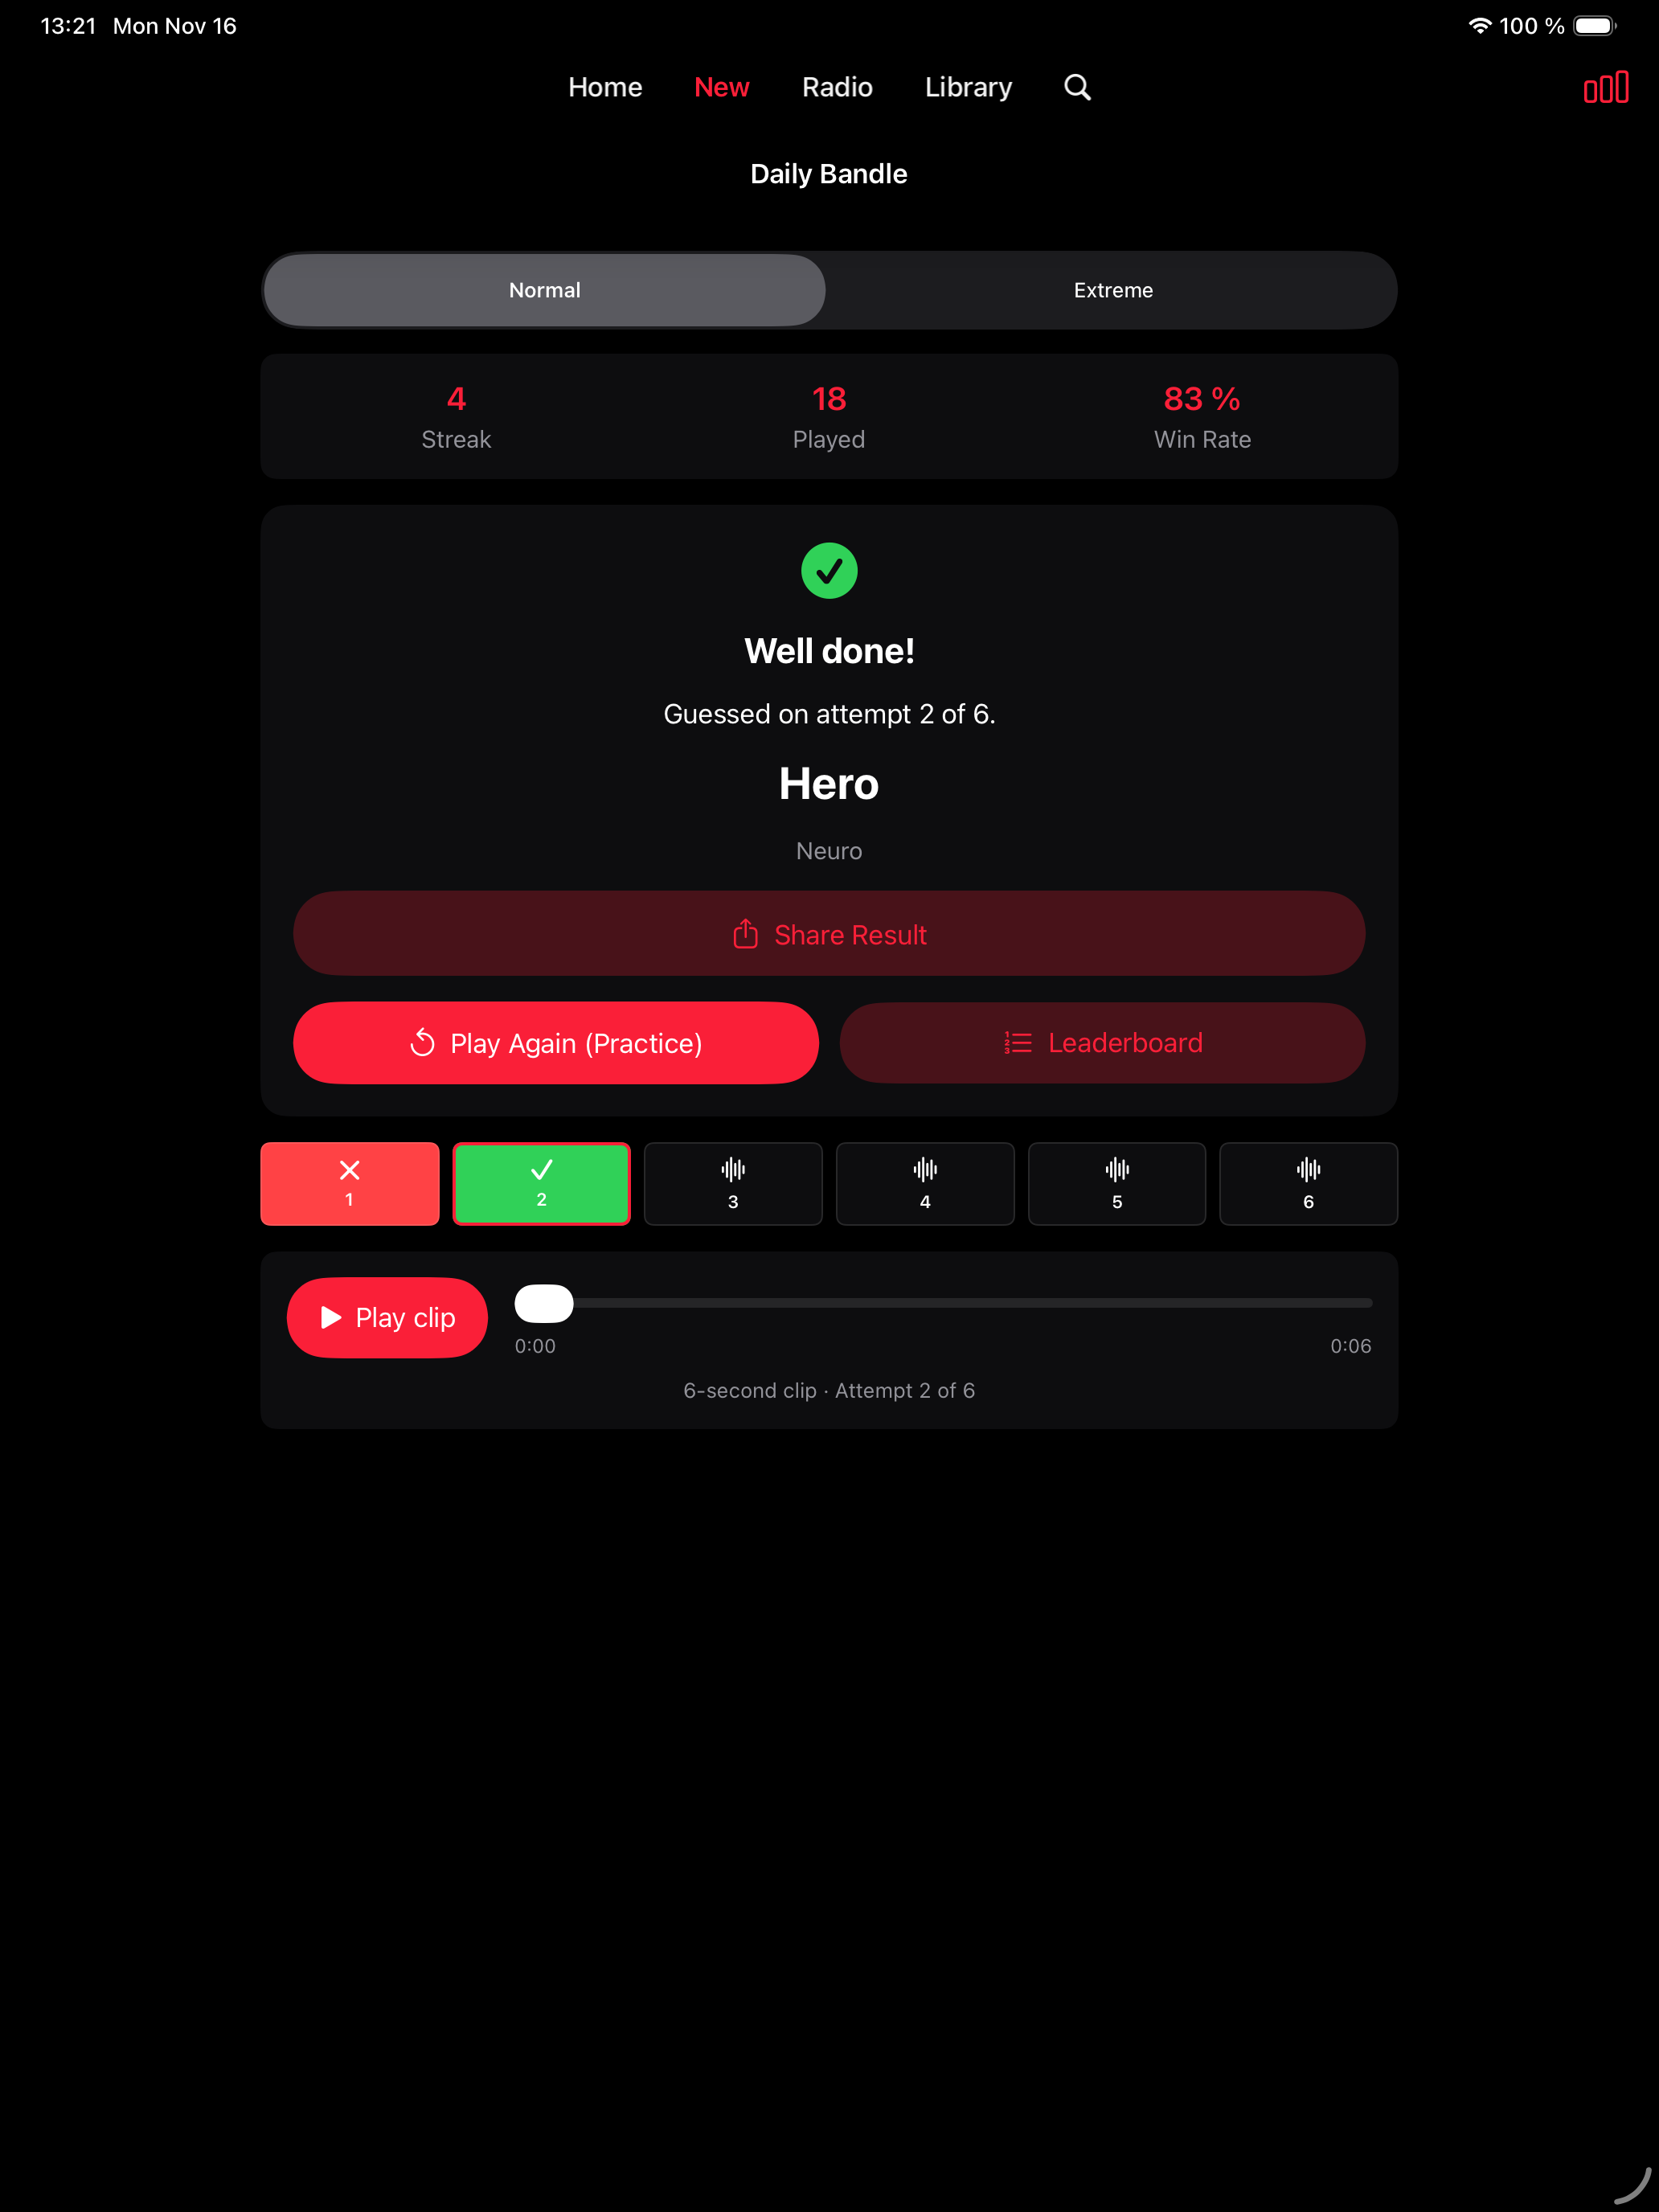 13:21 Mon Nov 16
100 %
Home New Radio Library
Daily Bandle
Normal Extreme
4 18 83 %
Streak Played Win Rate
Well done!
Guessed on attempt 2 of 6.
Hero
Neuro
Share Result
Play Again (Practice) Leaderboard
1 2 3 4 5 6
Play clip
0:00 0:06
6-second clip · Attempt 2 of 6